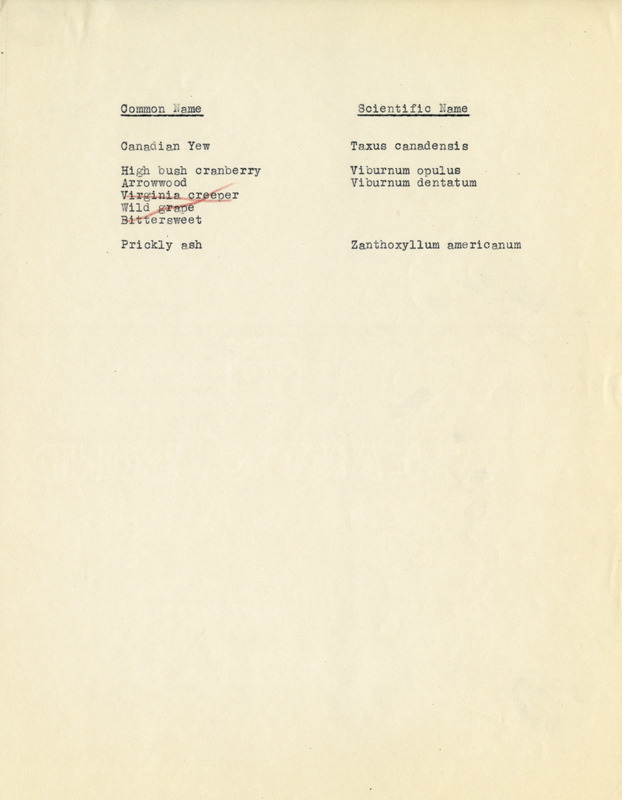 Common Name Scientific Name
Canadian Yew Taxus canadensis
High bush cranberry Viburnum opulus
Arrowwood Viburnum dentatum
Virginia creeper
Wild grape
Bittersweet
Prickly ash Zanthoxyllum americanum